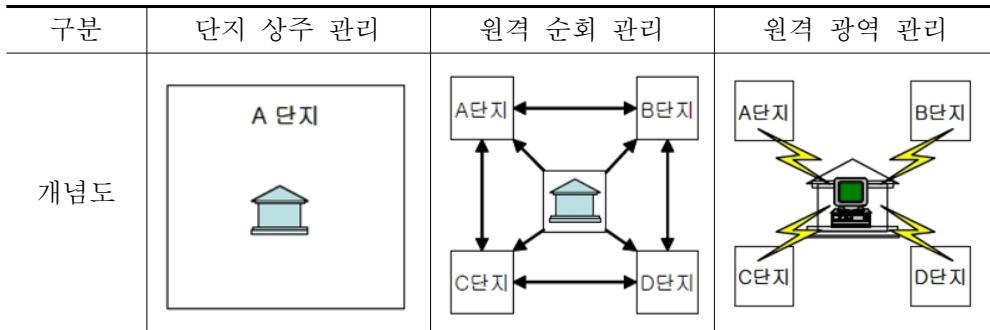 구분 단지 상주 관리 원격 순회 관리 원격 광역 관리
개념도
A 단지
A단지 B단지
C단지 D단지
A단지 B단지
C단지 D단지